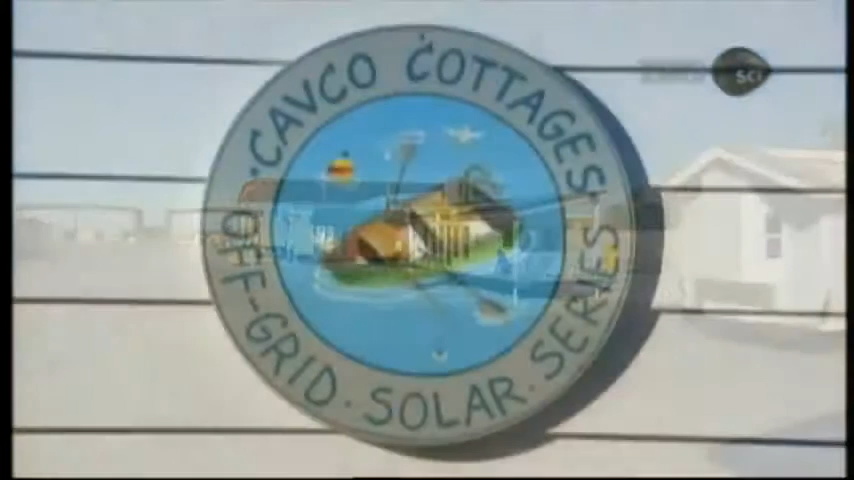 CAVCO COTTAGES
OFF-GRID · SOLAR · SERIES
SCI